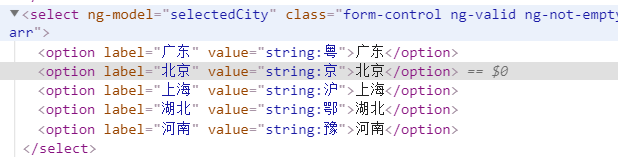 ▼<select ng-model="selectedCity" class="form-control ng-valid ng-not-empty
arr">
<option label="广东" value="string:粤">广东</option>
<option label="北京" value="string:京">北京</option> == $0
<option label="上海" value="string:沪">上海</option>
<option label="湖北" value="string:鄂">湖北</option>
<option label="河南" value="string:豫">河南</option>
</select>